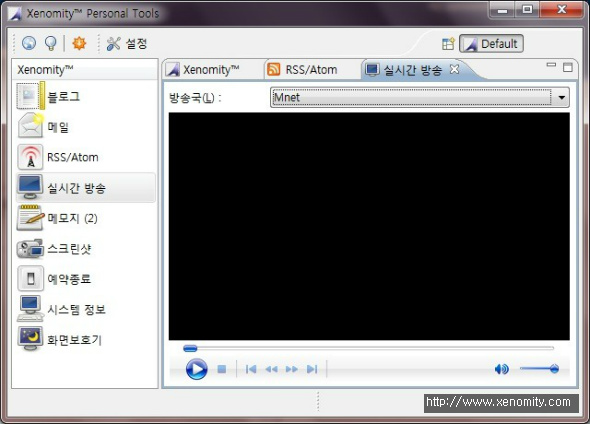 Xenomity™ Personal Tools
설정
Default
Xenomity™
블로그
메일
RSS/Atom
실시간 방송
메모지 (2)
스크린샷
예약종료
시스템 정보
화면보호기
Xenomity™
RSS/Atom
실시간 방송
방송국(L) :
Mnet
http://www.xenomity.com